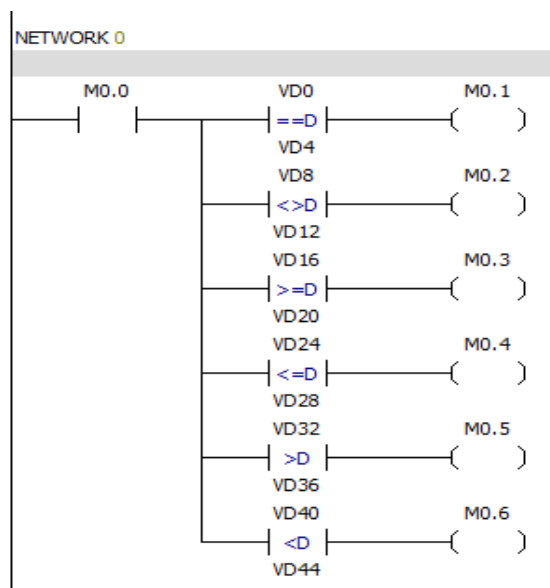 NETWORK 0
M0.0 VD0 M0.1
==D
VD4
VD8 M0.2
<>D
VD12
VD16 M0.3
>=D
VD20
VD24 M0.4
<=D
VD28
VD32 M0.5
>D
VD36
VD40 M0.6
<D
VD44